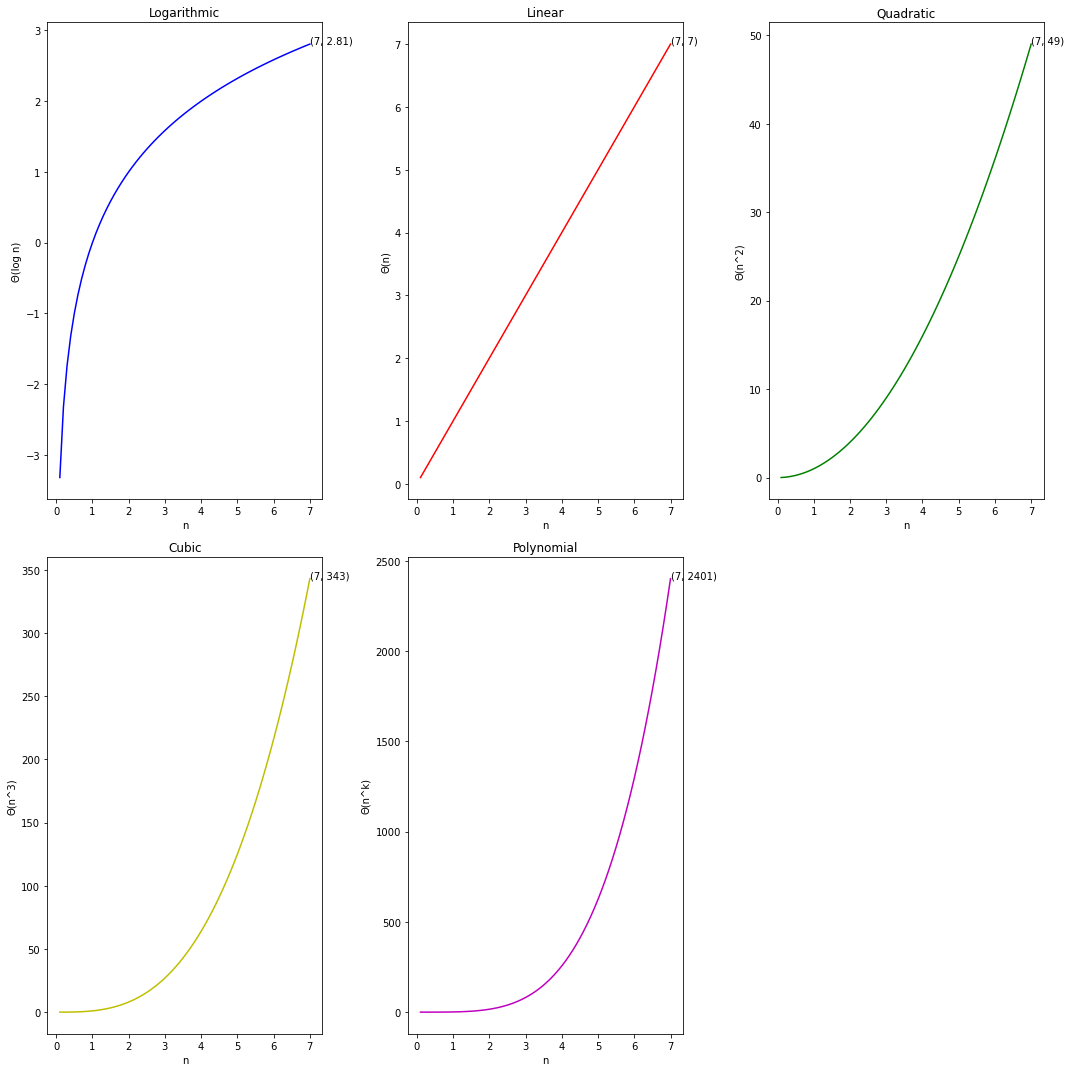 Logarithmic
(7, 2.81)
3
2
1
0
−1
−2
−3
Θ(log n)
0 1 2 3 4 5 6 7
n
Linear
(7, 7)
7
6
5
4
3
2
1
0
Θ(n)
0 1 2 3 4 5 6 7
n
Quadratic
(7, 49)
50
40
30
20
10
0
Θ(n^2)
0 1 2 3 4 5 6 7
n
Cubic
(7, 343)
350
300
250
200
150
100
50
0
Θ(n^3)
0 1 2 3 4 5 6 7
n
Polynomial
(7, 2401)
2500
2000
1500
1000
500
0
Θ(n^k)
0 1 2 3 4 5 6 7
n